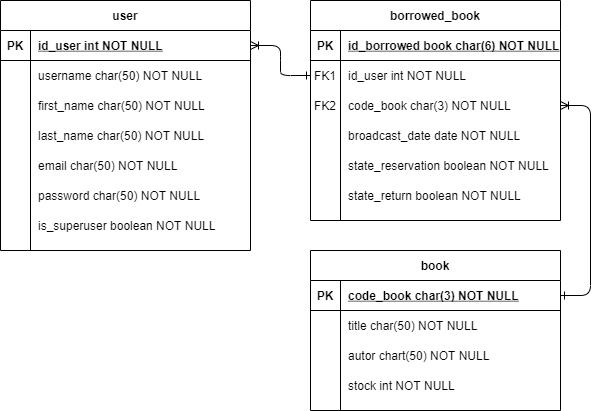 user
PK id_user int NOT NULL
username char(50) NOT NULL
first_name char(50) NOT NULL
last_name char(50) NOT NULL
email char(50) NOT NULL
password char(50) NOT NULL
is_superuser boolean NOT NULL
borrowed_book
PK id_borrowed book char(6) NOT NULL
FK1 id_user int NOT NULL
FK2 code_book char(3) NOT NULL
broadcast_date date NOT NULL
state_reservation boolean NOT NULL
state_return boolean NOT NULL
book
PK code_book char(3) NOT NULL
title char(50) NOT NULL
autor chart(50) NOT NULL
stock int NOT NULL